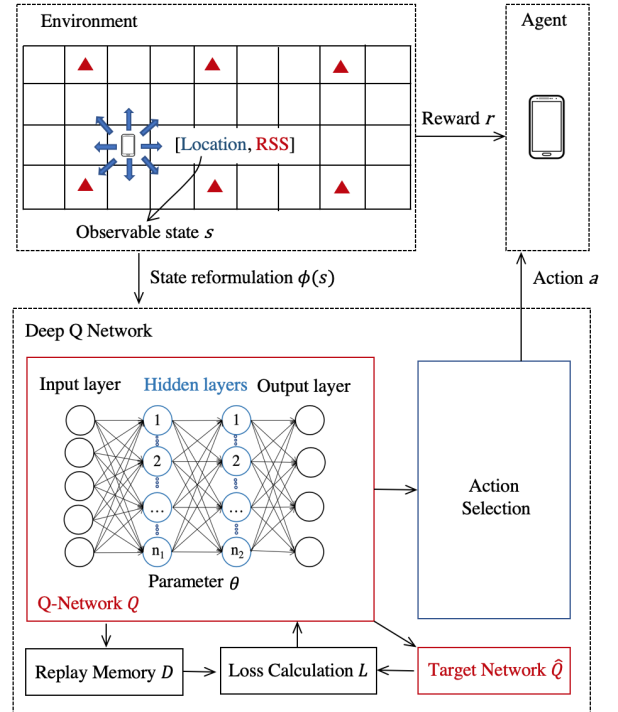 Environment
Agent
[Location, RSS]
Reward r
Observable state s
State reformulation ϕ(s)
Action a
Deep Q Network
Input layer
Hidden layers
Output layer
1
1
2
2
...
...
n₁
n₂
Parameter θ
Action
Selection
Q-Network Q
Replay Memory D
Loss Calculation L
Target Network Q̂